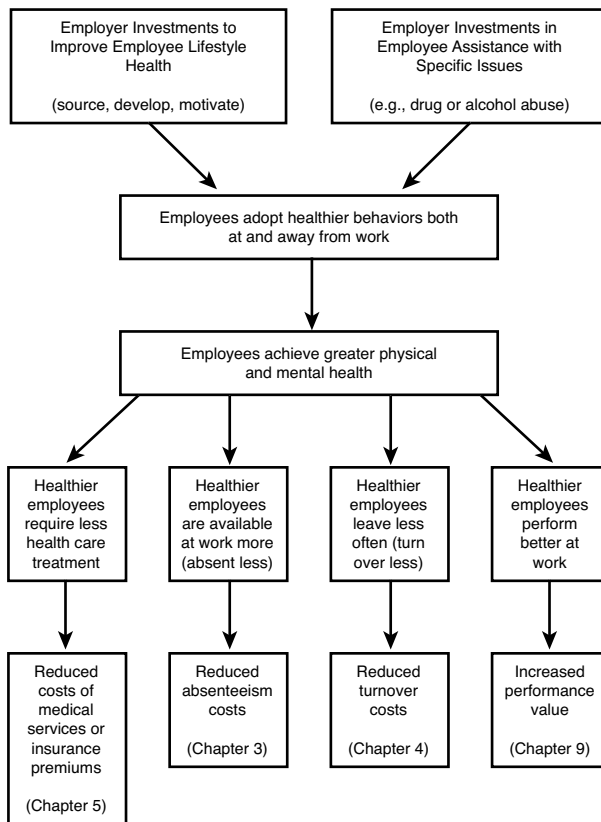 Employer Investments to
Improve Employee Lifestyle
Health
(source, develop, motivate)
Employer Investments in
Employee Assistance with
Specific Issues
(e.g., drug or alcohol abuse)
Employees adopt healthier behaviors both
at and away from work
Employees achieve greater physical
and mental health
Healthier
employees
require less
health care
treatment
Healthier
employees
are available
at work more
(absent less)
Healthier
employees
leave less
often (turn
over less)
Healthier
employees
perform
better at
work
Reduced
costs of
medical
services or
insurance
premiums
(Chapter 5)
Reduced
absenteeism
costs
(Chapter 3)
Reduced
turnover
costs
(Chapter 4)
Increased
performance
value
(Chapter 9)